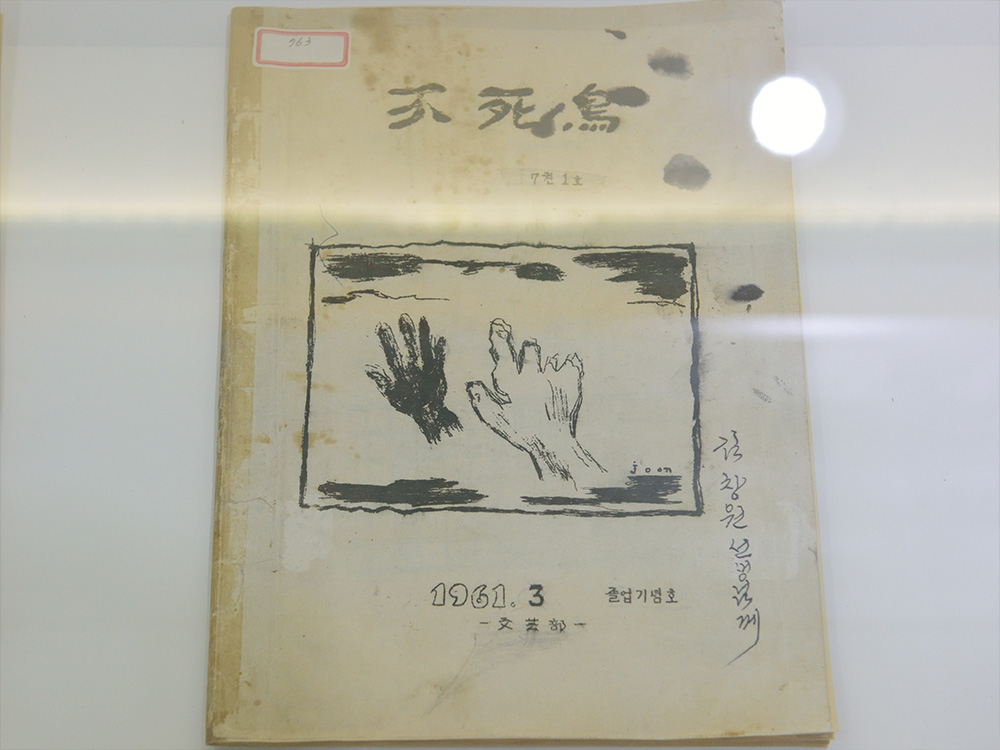 763
不死鳥
7권 1호
joon
1961. 3
졸업기념호
-文芸部-
창원 선생님께